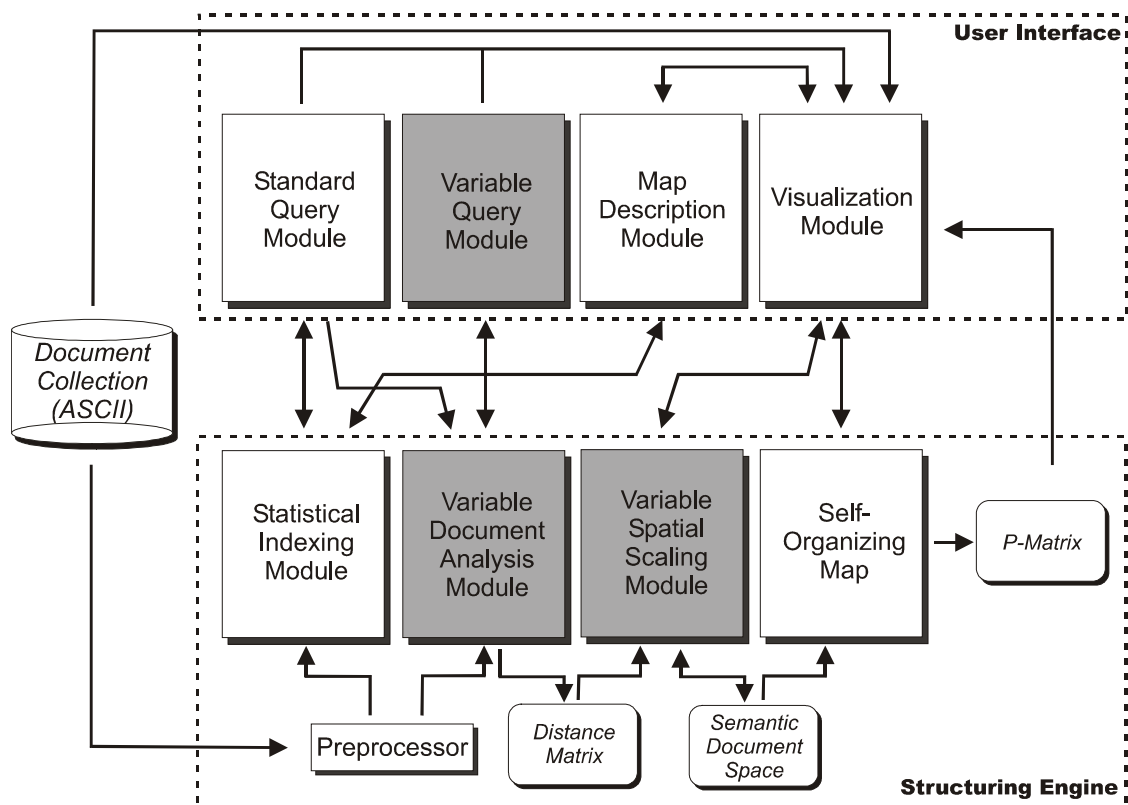 User Interface
Standard
Query
Module
Variable
Query
Module
Map
Description
Module
Visualization
Module
Document
Collection
(ASCII)
Statistical
Indexing
Module
Variable
Document
Analysis
Module
Variable
Spatial
Scaling
Module
Self-
Organizing
Map
P-Matrix
Preprocessor
Distance
Matrix
Semantic
Document
Space
Structuring Engine